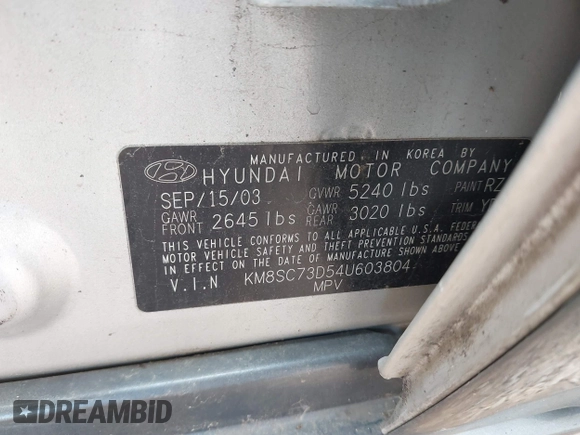 MANUFACTURED IN KOREA BY
HYUNDAI MOTOR COMPANY
SEP/15/03 GVWR 5240 lbs PAINT RZ
GAWR FRONT 2645 lbs GAWR REAR 3020 lbs TRIM
THIS VEHICLE CONFORMS TO ALL APPLICABLE U.S.A. FEDERAL
MOTOR VEHICLE SAFETY AND THEFT PREVENTION STANDARDS
IN EFFECT ON THE DATE OF MANUFACTURE SHOWN ABOVE
V.I.N KM8SC73D54U603804
MPV
DREAMBID